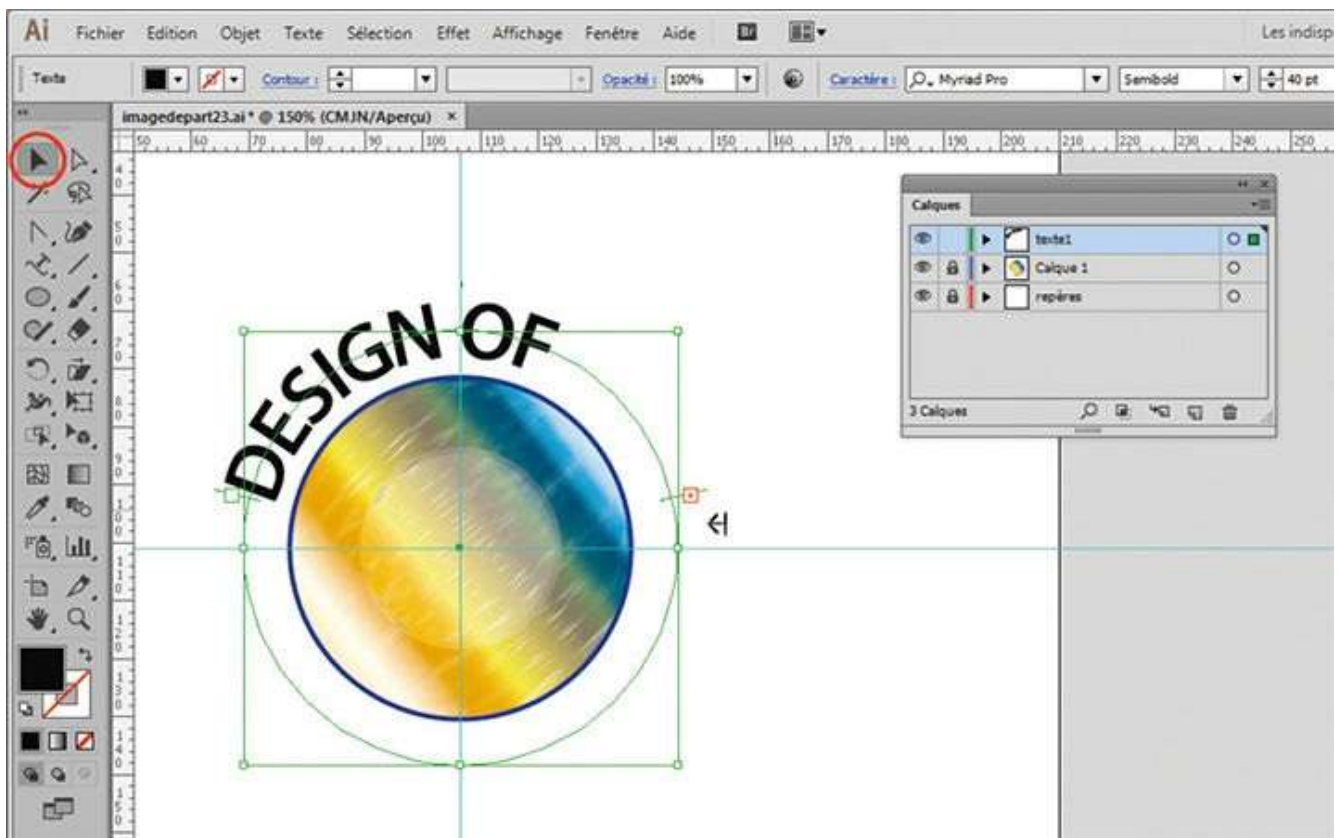 Ai Fichier Edition Objet Texte Sélection Effet Affichage Fenêtre Aide Br Les indisp
Texte Contour : Opacité : 100% Caractère : Myriad Pro Semibold 40 pt
imagedepart23.ai* @ 150% (CMJN/Aperçu) ×
50 60 70 80 90 100 110 120 130 140 150 160 170 180 190 200 210 220 230 240 250
Calques
texte1
Calque 1
repères
3 Calques
DESIGN OF